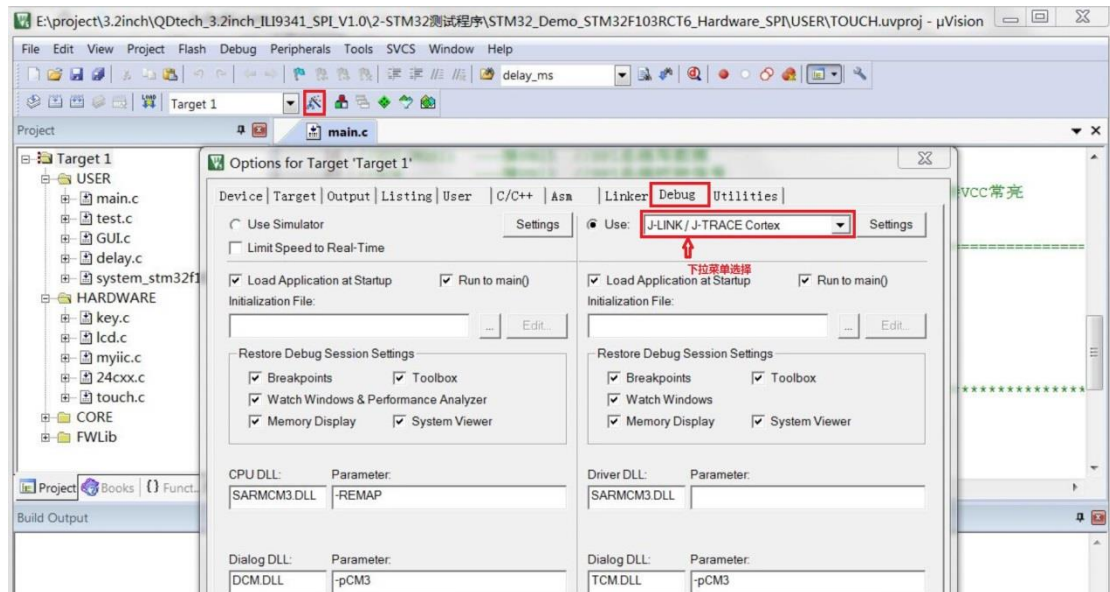 E:\project\3.2inch\QDtech_3.2inch_ILI9341_SPI_V1.0\2-STM32测试程序\STM32_Demo_STM32F103RCT6_Hardware_SPI\USER\TOUCH.uvproj - µVision
File Edit View Project Flash Debug Peripherals Tools SVCS Window Help
delay_ms
LOAD Target 1
Project main.c
Target 1
Options for Target 'Target 1'
USER
Device Target Output Listing User C/C++ Asm Linker Debug Utilities
VCC常亮
main.c
test.c
Use Simulator Settings Use: J-LINK / J-TRACE Cortex Settings
GUI.c
Limit Speed to Real-Time
delay.c
下拉菜单选择
system_stm32f1
Load Application at Startup Run to main() Load Application at Startup Run to main()
HARDWARE
Initialization File: Initialization File:
key.c
lcd.c
... Edit... ... Edit...
myiic.c
Restore Debug Session Settings Restore Debug Session Settings
24cxx.c
Breakpoints Toolbox Breakpoints Toolbox
touch.c
Watch Windows & Performance Analyzer Watch Windows
***************
CORE
Memory Display System Viewer Memory Display System Viewer
FWLib
CPU DLL: Parameter: Driver DLL: Parameter:
Project Books {} Funct...
SARMCM3.DLL -REMAP SARMCM3.DLL
Build Output
Dialog DLL: Parameter: Dialog DLL: Parameter:
DCM.DLL -pCM3 TCM.DLL -pCM3